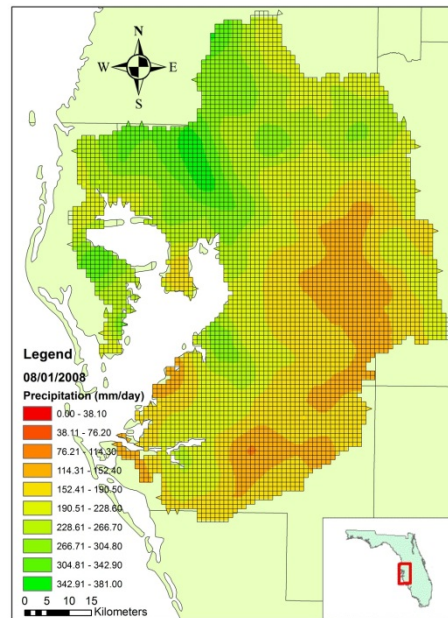 N
W E
S
Legend
08/01/2008
Precipitation (mm/day)
0.00 - 38.10
38.11 - 76.20
76.21 - 114.30
114.31 - 152.40
152.41 - 190.50
190.51 - 228.60
228.61 - 266.70
266.71 - 304.80
304.81 - 342.90
342.91 - 381.00
0 5 10 15
Kilometers